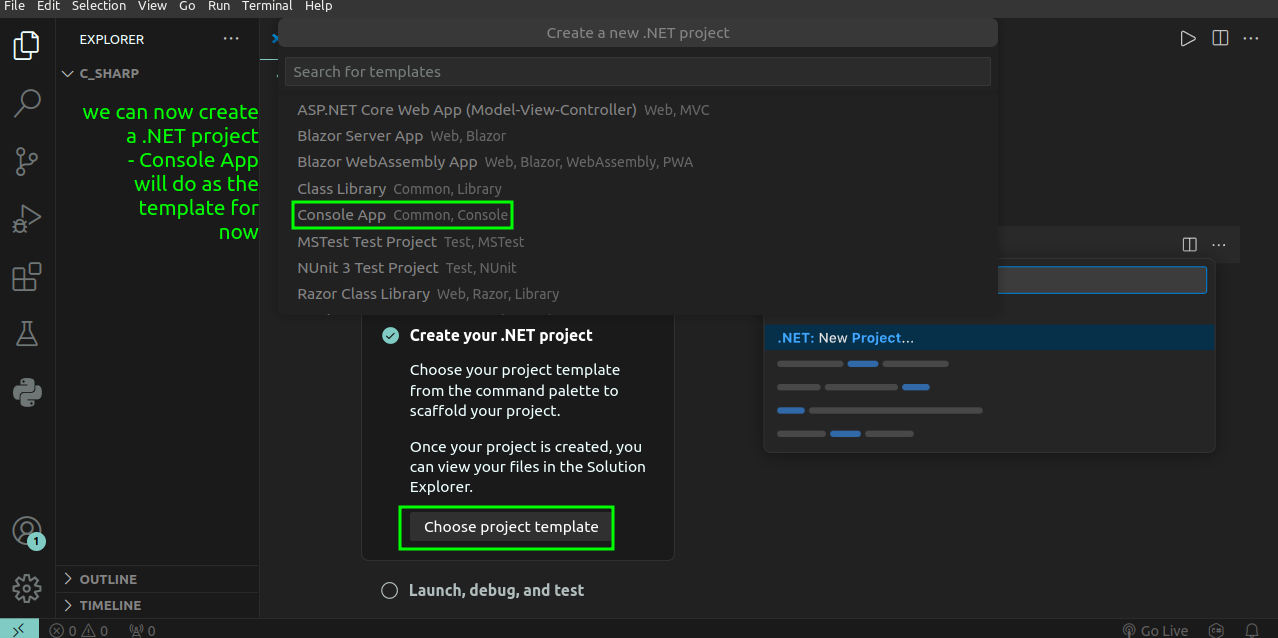 File Edit Selection View Go Run Terminal Help
EXPLORER
Create a new .NET project
C_SHARP
Search for templates
we can now create
a .NET project
- Console App
will do as the
template for
now
ASP.NET Core Web App (Model-View-Controller) Web, MVC
Blazor Server App Web, Blazor
Blazor WebAssembly App Web, Blazor, WebAssembly, PWA
Class Library Common, Library
Console App Common, Console
MSTest Test Project Test, MSTest
NUnit 3 Test Project Test, NUnit
Razor Class Library Web, Razor, Library
Create your .NET project
Choose your project template
from the command palette to
scaffold your project.
Once your project is created, you
can view your files in the Solution
Explorer.
Choose project template
Launch, debug, and test
.NET: New Project...
1
OUTLINE
TIMELINE
0 0 0
Go Live